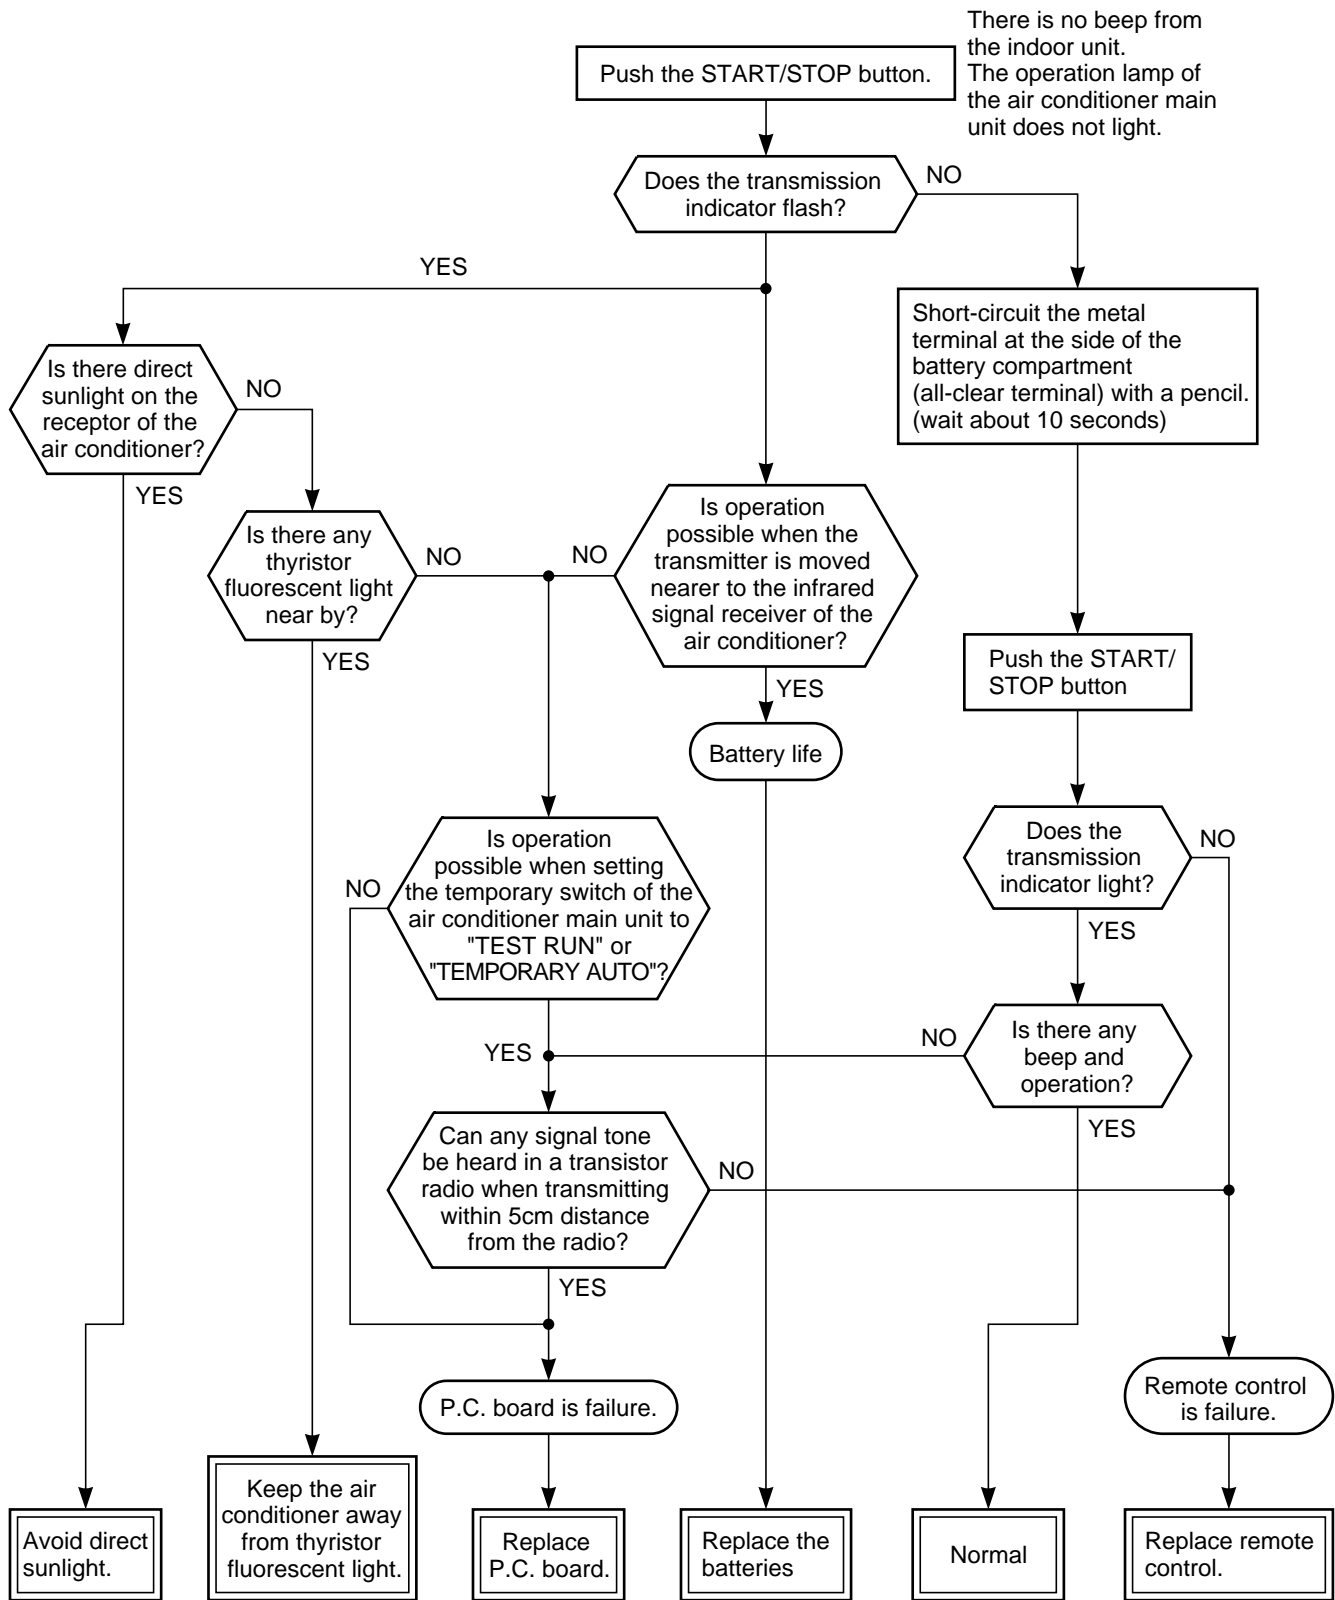 There is no beep from
the indoor unit.
The operation lamp of
the air conditioner main
unit does not light.
Push the START/STOP button.
Does the transmission
indicator flash?
NO
YES
Short-circuit the metal
terminal at the side of the
battery compartment
(all-clear terminal) with a pencil.
(wait about 10 seconds)
Is there direct
sunlight on the
receptor of the
air conditioner?
NO
YES
Is there any
thyristor
fluorescent light
near by?
NO
YES
Is operation
possible when the
transmitter is moved
nearer to the infrared
signal receiver of the
air conditioner?
NO
YES
Push the START/
STOP button
Battery life
Is operation
possible when setting
the temporary switch of the
air conditioner main unit to
"TEST RUN" or
"TEMPORARY AUTO"?
NO
YES
Does the
transmission
indicator light?
NO
YES
Is there any
beep and
operation?
NO
YES
Can any signal tone
be heard in a transistor
radio when transmitting
within 5cm distance
from the radio?
NO
YES
P.C. board is failure.
Remote control
is failure.
Avoid direct
sunlight.
Keep the air
conditioner away
from thyristor
fluorescent light.
Replace
P.C. board.
Replace the
batteries
Normal
Replace remote
control.